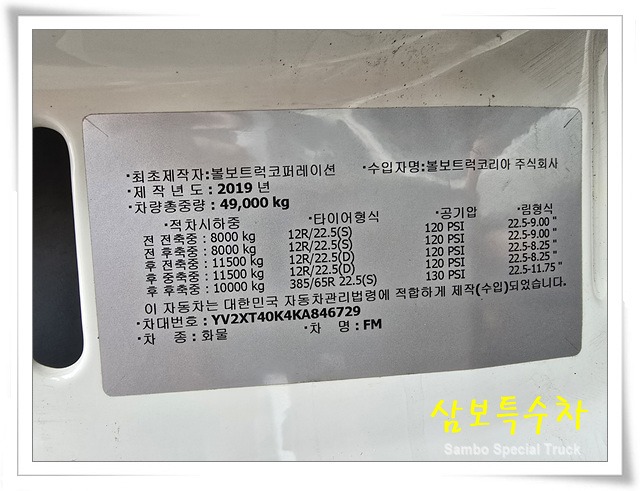 ·최초제작자:볼보트럭코퍼레이션 ·수입자명:볼보트럭코리아 주식회사
·제 작 년 도 : 2019 년
·차량총중량 : 49,000 kg
·적차시하중 ·타이어형식 ·공기압 ·림형식
전 전축중 : 8000 kg 12R/22.5(S) 120 PSI 22.5-9.00 "
전 후축중 : 8000 kg 12R/22.5(S) 120 PSI 22.5-9.00 "
후 전축중 : 11500 kg 12R/22.5(D) 120 PSI 22.5-8.25 "
후 중축중 : 11500 kg 12R/22.5(D) 120 PSI 22.5-8.25 "
후 후축중 : 10000 kg 385/65R 22.5(S) 130 PSI 22.5-11.75 "
이 자동차는 대한민국 자동차관리법령에 적합하게 제작(수입)되었습니다.
·차대번호 : YV2XT40K4KA846729
·차 종 : 화물 ·차 명 : FM
삼보특수차
Sambo Special Truck